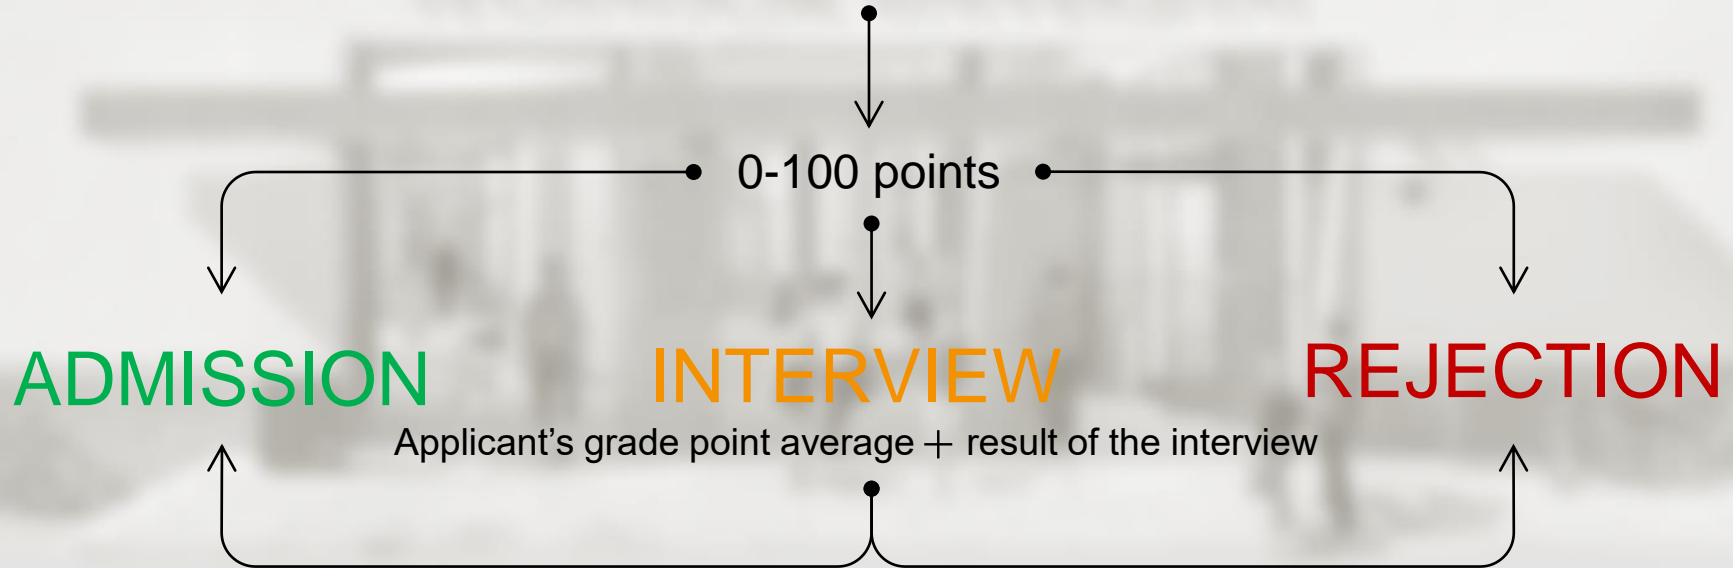 0-100 points
ADMISSION
INTERVIEW
REJECTION
Applicant’s grade point average + result of the interview